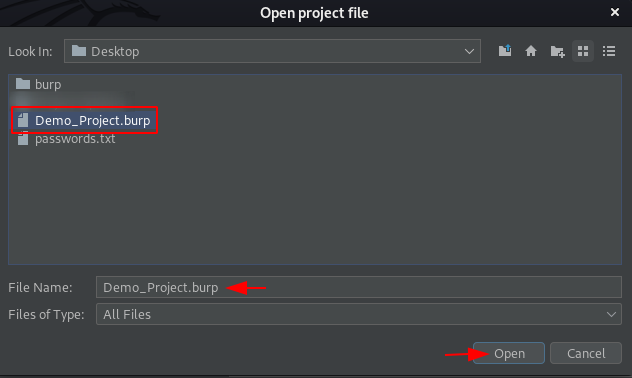 Open project file
Look In: Desktop
burp
Demo_Project.burp
passwords.txt
File Name: Demo_Project.burp
Files of Type: All Files
Open Cancel